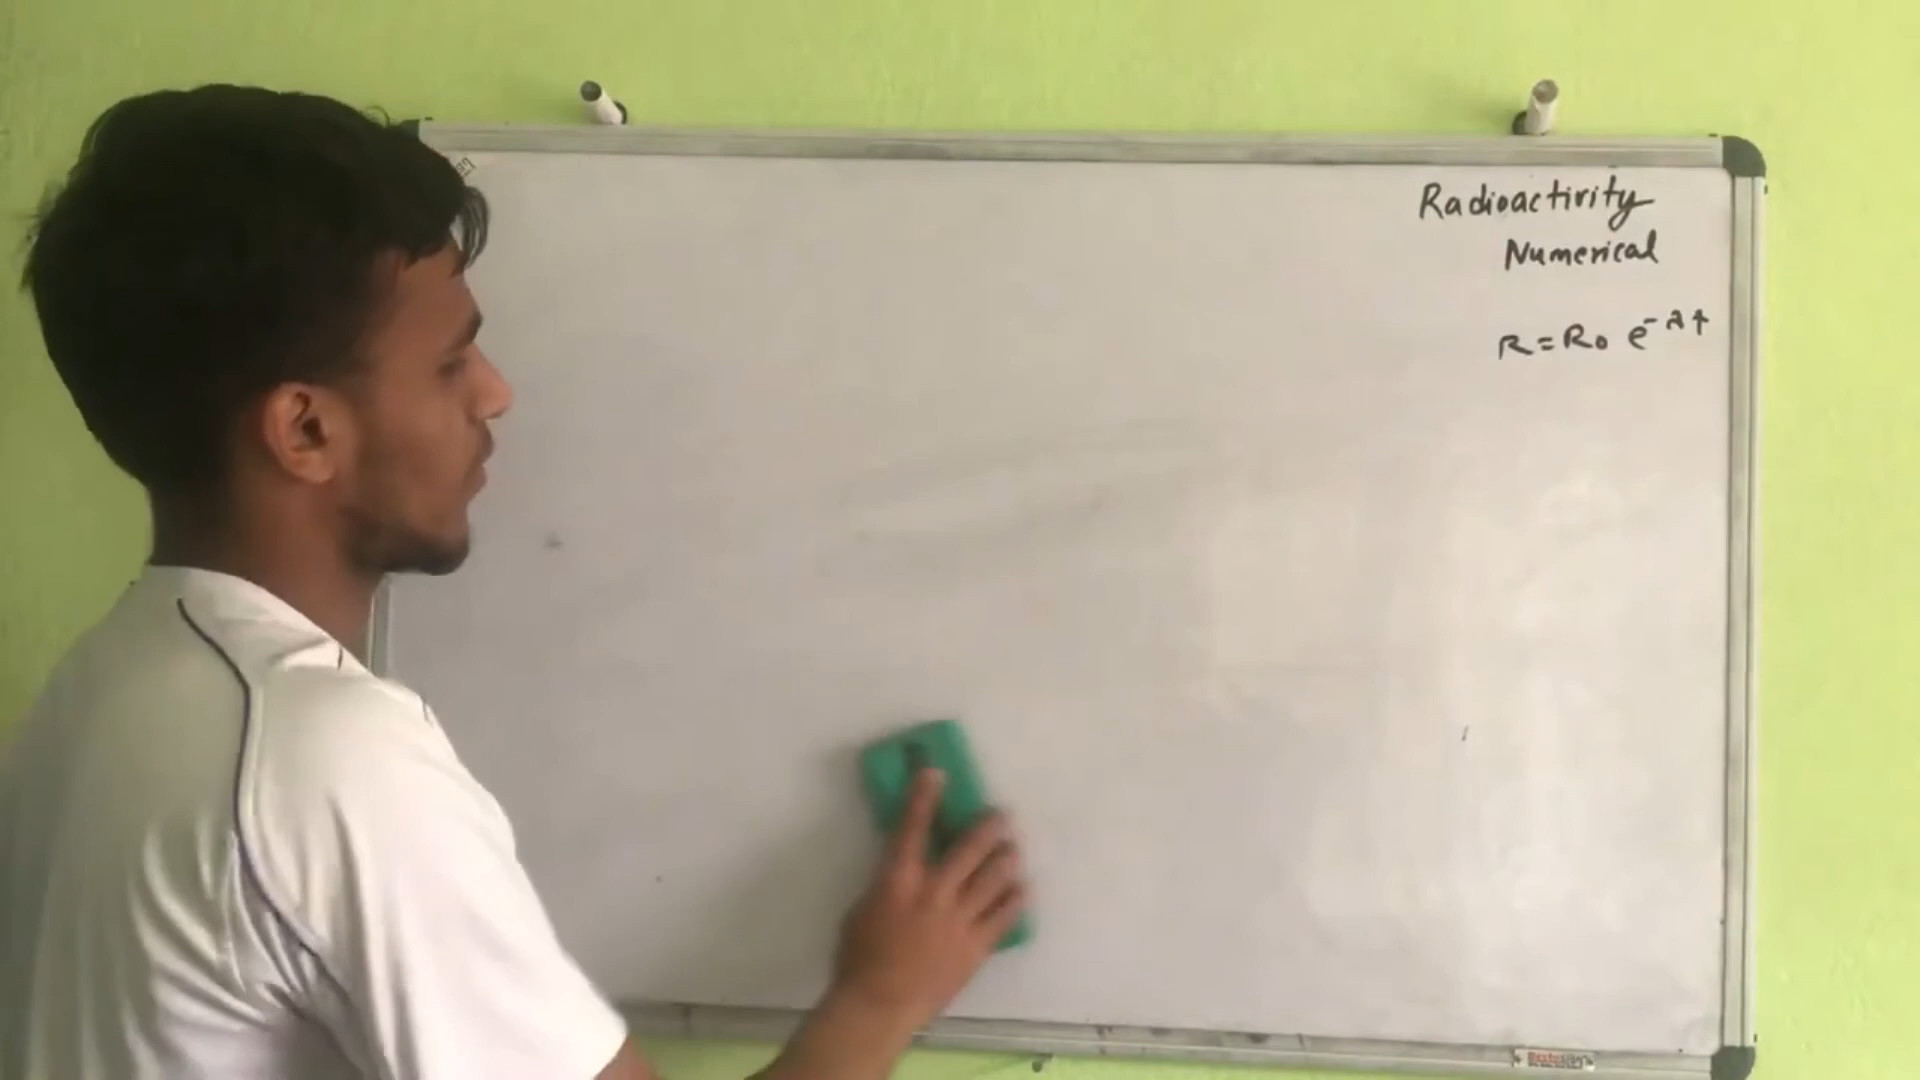 Radioactivity
Numerical
R = R₀ e^-λt